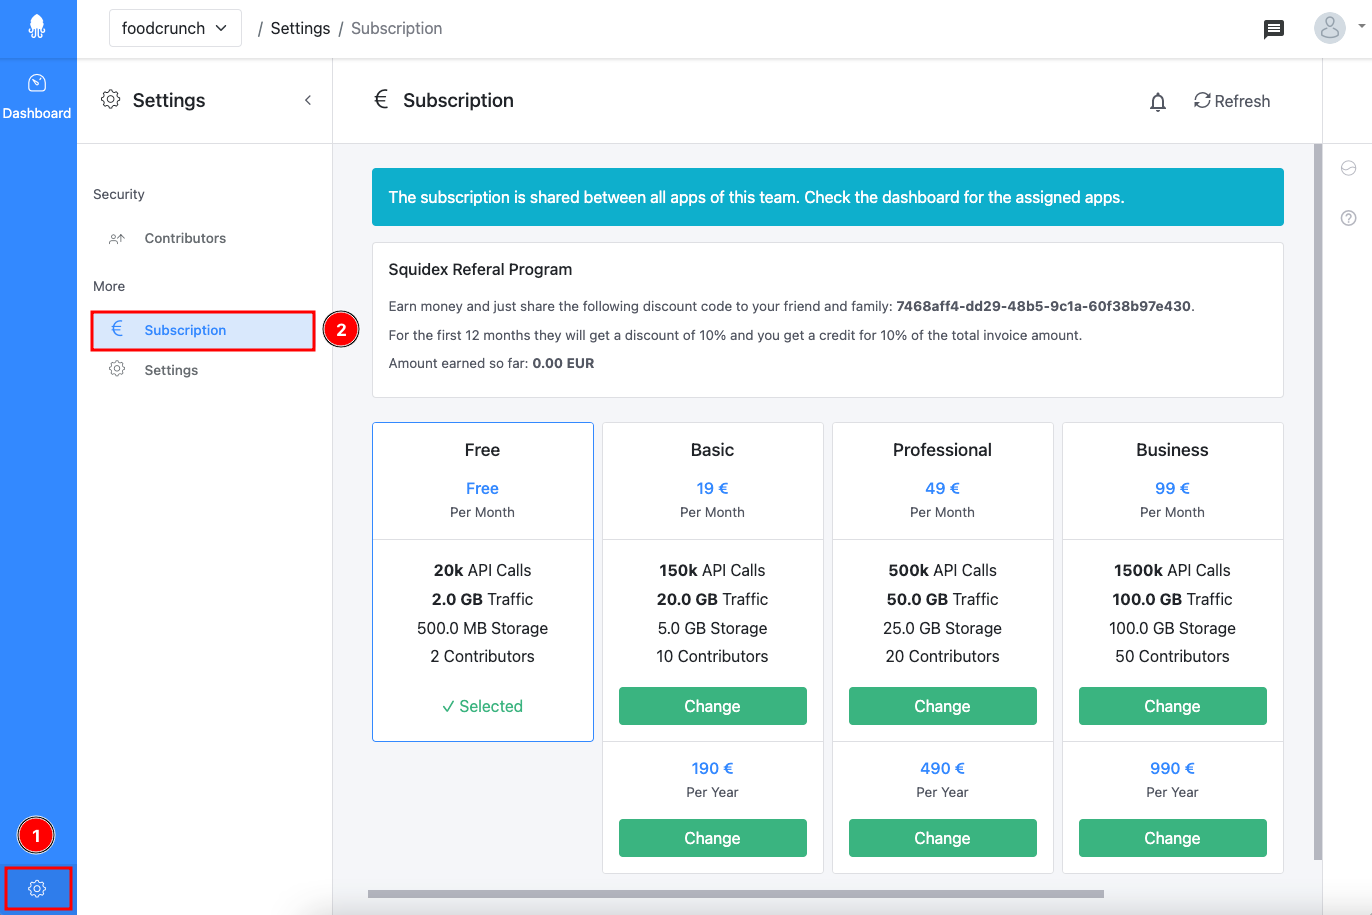 foodcrunch / Settings / Subscription
Dashboard
Settings
Subscription
Refresh
Security
Contributors
More
Subscription
2
Settings
1
The subscription is shared between all apps of this team. Check the dashboard for the assigned apps.
Squidex Referal Program
Earn money and just share the following discount code to your friend and family: 7468aff4-dd29-48b5-9c1a-60f38b97e430.
For the first 12 months they will get a discount of 10% and you get a credit for 10% of the total invoice amount.
Amount earned so far: 0.00 EUR
Free
Free
Per Month
20k API Calls
2.0 GB Traffic
500.0 MB Storage
2 Contributors
✓ Selected
Basic
19 €
Per Month
150k API Calls
20.0 GB Traffic
5.0 GB Storage
10 Contributors
Change
190 €
Per Year
Change
Professional
49 €
Per Month
500k API Calls
50.0 GB Traffic
25.0 GB Storage
20 Contributors
Change
490 €
Per Year
Change
Business
99 €
Per Month
1500k API Calls
100.0 GB Traffic
100.0 GB Storage
50 Contributors
Change
990 €
Per Year
Change